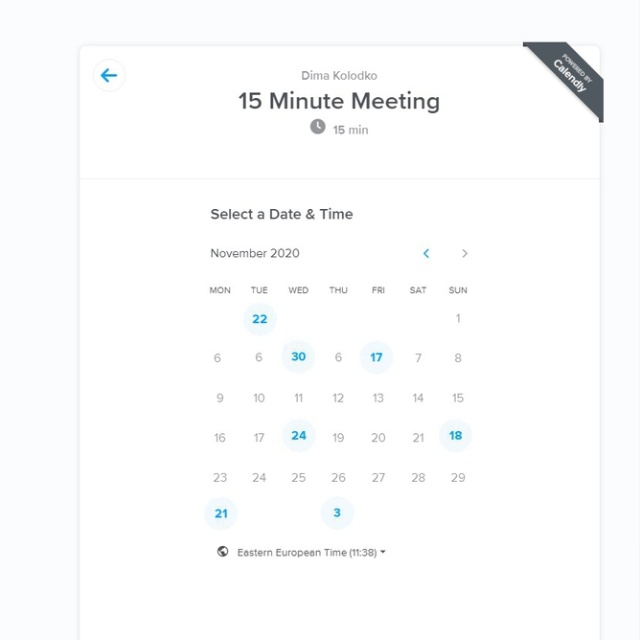 POWERED BY
Calendly
Dima Kolodko
15 Minute Meeting
15 min
Select a Date & Time
November 2020
MON TUE WED THU FRI SAT SUN
22 1
6 6 30 6 17 7 8
9 10 11 12 13 14 15
16 17 24 19 20 21 18
23 24 25 26 27 28 29
21 3
Eastern European Time (11:38)